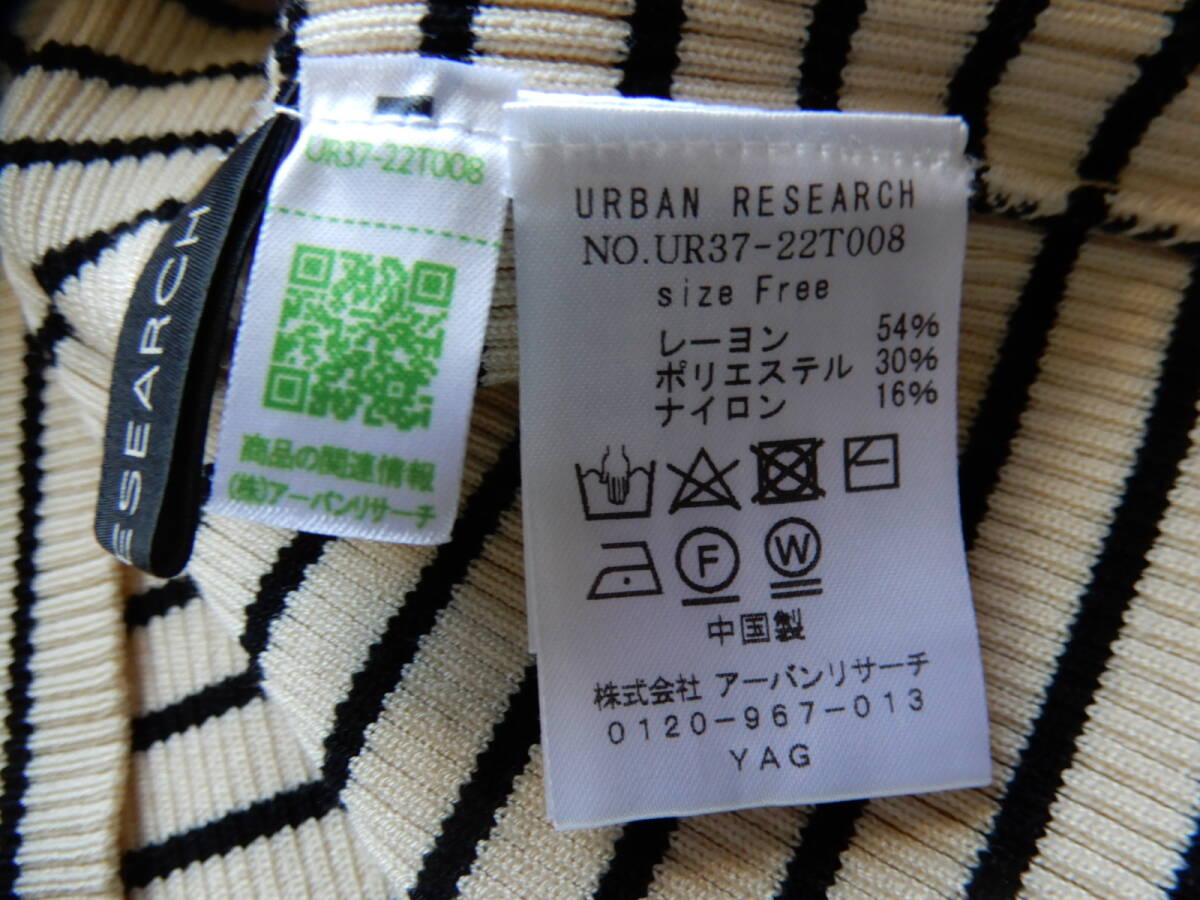 ESEARCH
UR37-22T008
商品の関連情報
(株)アーバンリサーチ
URBAN RESEARCH
NO.UR37-22T008
size Free
レーヨン 54%
ポリエステル 30%
ナイロン 16%
F W
中国製
株式会社 アーバンリサーチ
0120-967-013
YAG